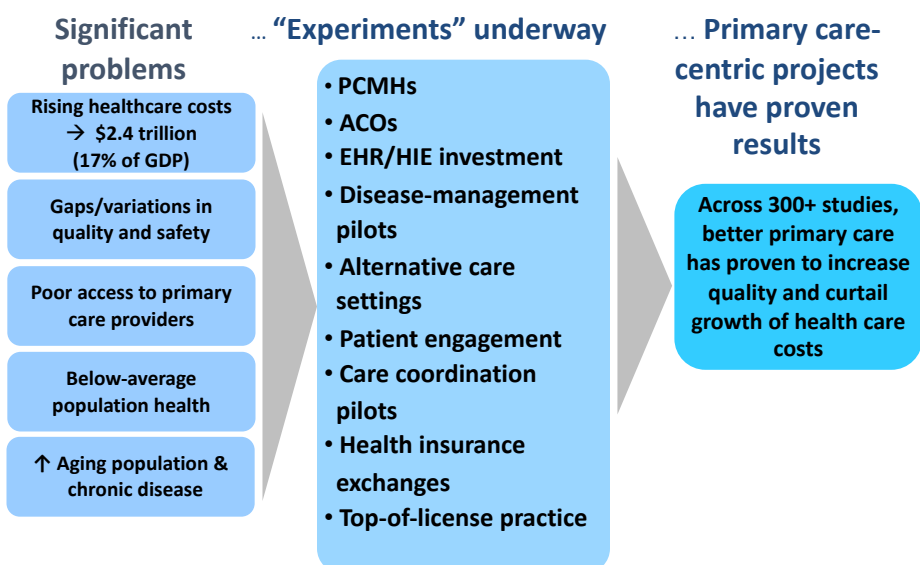 Significant
problems
Rising healthcare costs
→ $2.4 trillion
(17% of GDP)
Gaps/variations in
quality and safety
Poor access to primary
care providers
Below-average
population health
↑ Aging population &
chronic disease
... “Experiments” underway
• PCMHs
• ACOs
• EHR/HIE investment
• Disease-management
pilots
• Alternative care
settings
• Patient engagement
• Care coordination
pilots
• Health insurance
exchanges
• Top-of-license practice
... Primary care-
centric projects
have proven
results
Across 300+ studies,
better primary care
has proven to increase
quality and curtail
growth of health care
costs